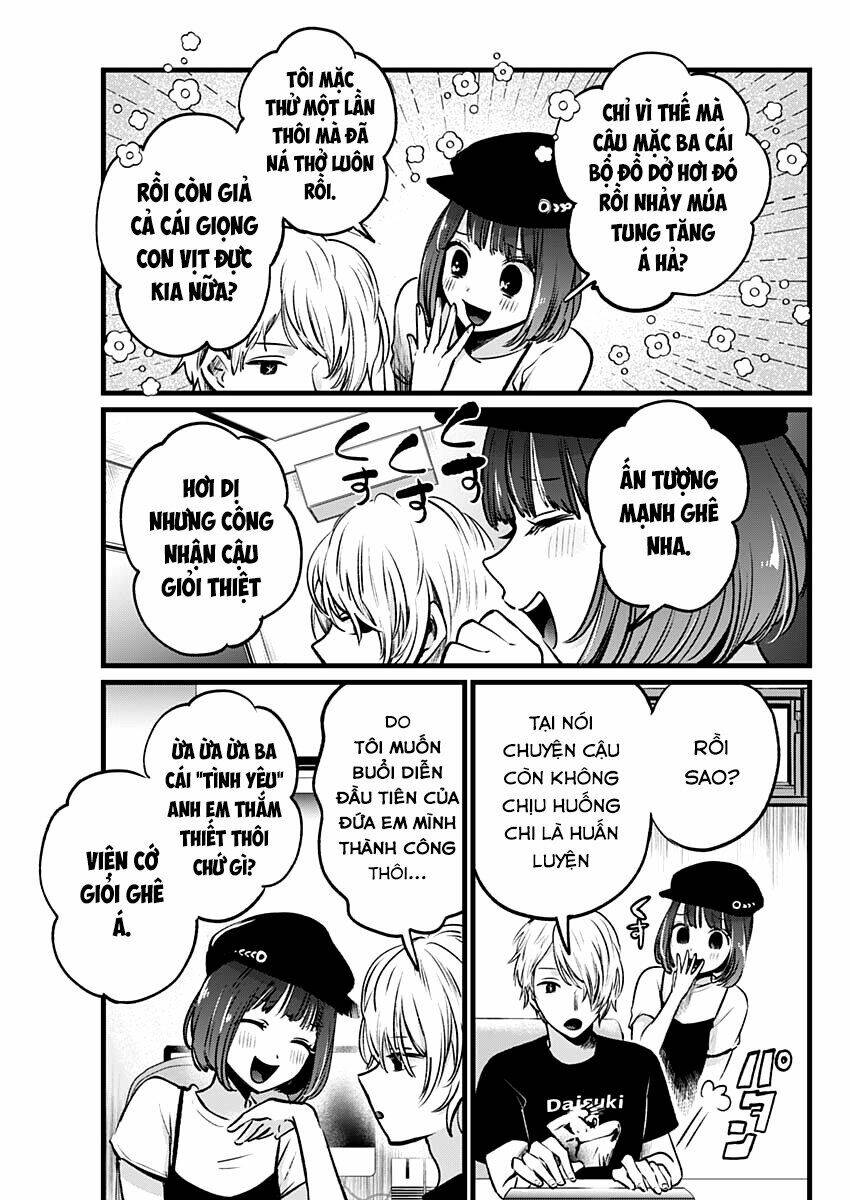 CHỈ VÌ THẾ MÀ
CẬU MẶC BA CÁI
BỘ ĐỒ DỞ HƠI ĐÓ
RỒI NHẢY MÚA
TUNG TĂNG
Á HẢ?
TÔI MẶC
THỬ MỘT LẦN
THÔI MÀ ĐÃ
NÁ THỞ LUÔN
RỒI.
RỒI CÒN GIẢ
CẢ CÁI GIỌNG
CON VỊT ĐỰC
KIA NỮA?
ẤN TƯỢNG
MẠNH GHÊ
NHA.
くすくす
HƠI DỊ
NHƯNG CÔNG
NHẬN CẬU
GIỎI THIỆT
RỒI
SAO?
TẠI NÓI
CHUYỆN CẬU
CÒN KHÔNG
CHỊU HUỐNG
CHI LÀ HUẤN
LUYỆN
くすくす
パタン
Daisuki
DO
TÔI MUỐN
BUỔI DIỄN
ĐẦU TIÊN CỦA
ĐỨA EM MÌNH
THÀNH CÔNG
THÔI...
ỪA ỪA ỪA BA
CÁI "TÌNH YÊU"
ANH EM THẮM
THIẾT THÔI
CHỨ GÌ?
VIỆN CỚ
GIỎI GHÊ
Á.